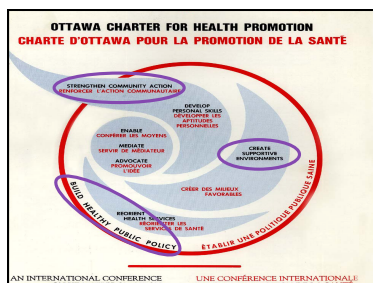 OTTAWA CHARTER FOR HEALTH PROMOTION
CHARTE D'OTTAWA POUR LA PROMOTION DE LA SANTÉ
STRENGTHEN COMMUNITY ACTION
RENFORCER L'ACTION COMMUNAUTAIRE
DEVELOP
PERSONAL SKILLS
DÉVELOPPER LES
APTITUDES
PERSONNELLES
ENABLE
CONFÉRER LES MOYENS
MEDIATE
SERVIR DE MÉDIATEUR
ADVOCATE
PROMOUVOIR
L'IDÉE
CREATE
SUPPORTIVE
ENVIRONMENTS
CRÉER DES MILIEUX
FAVORABLES
REORIENT
HEALTH SERVICES
RÉORIENTER LES
SERVICES DE SANTÉ
BUILD HEALTHY PUBLIC POLICY
ÉTABLIR UNE POLITIQUE PUBLIQUE SAINE
AN INTERNATIONAL CONFERENCE
UNE CONFÉRENCE INTERNATIONALE